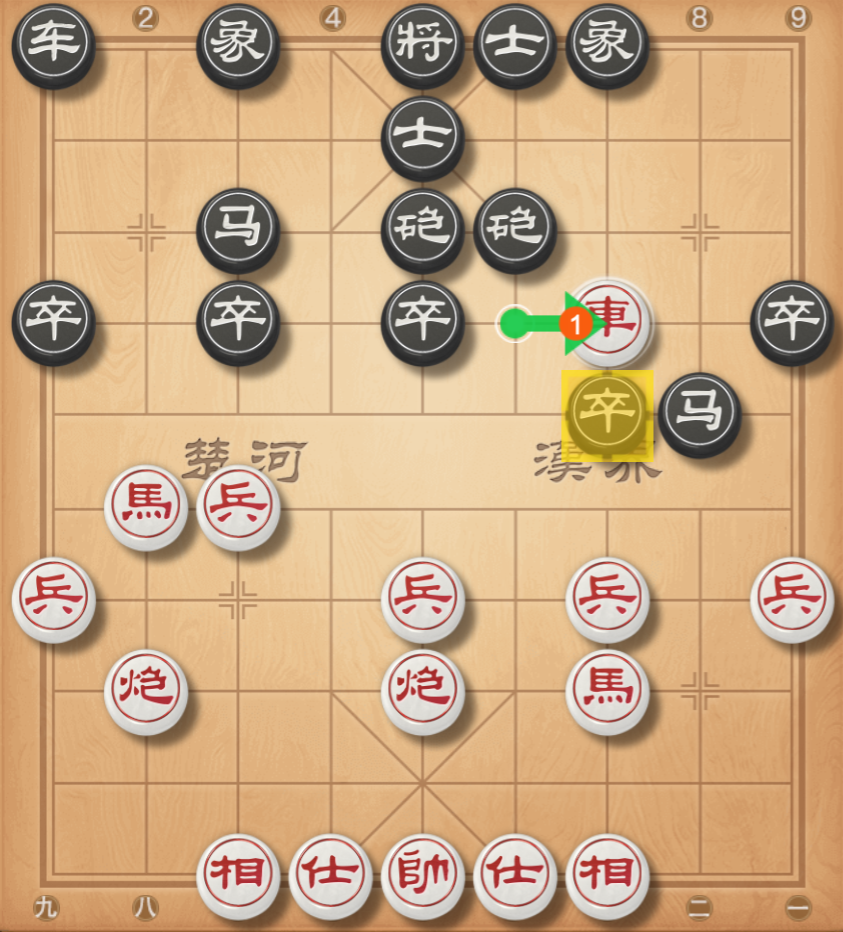 2 4 8 9
车 象 将 士 象
士
马 砲 砲
卒 卒 卒 1 車 卒
卒 马
楚河 漢界
馬 兵
兵 兵 兵 兵
炮 炮 馬
相 仕 帥 仕 相
九 八 二 一